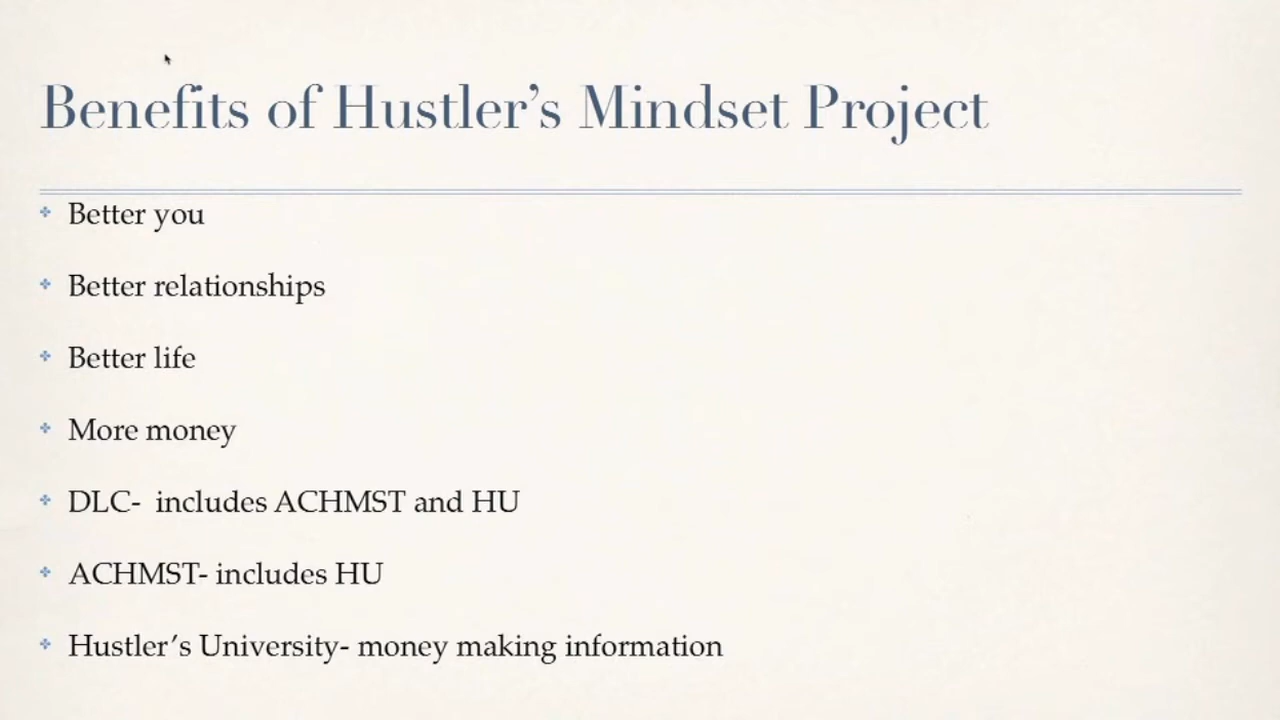 Benefits of Hustler’s Mindset Project
Better you
Better relationships
Better life
More money
DLC-  includes ACHMST and HU
ACHMST- includes HU
Hustler’s University- money making information